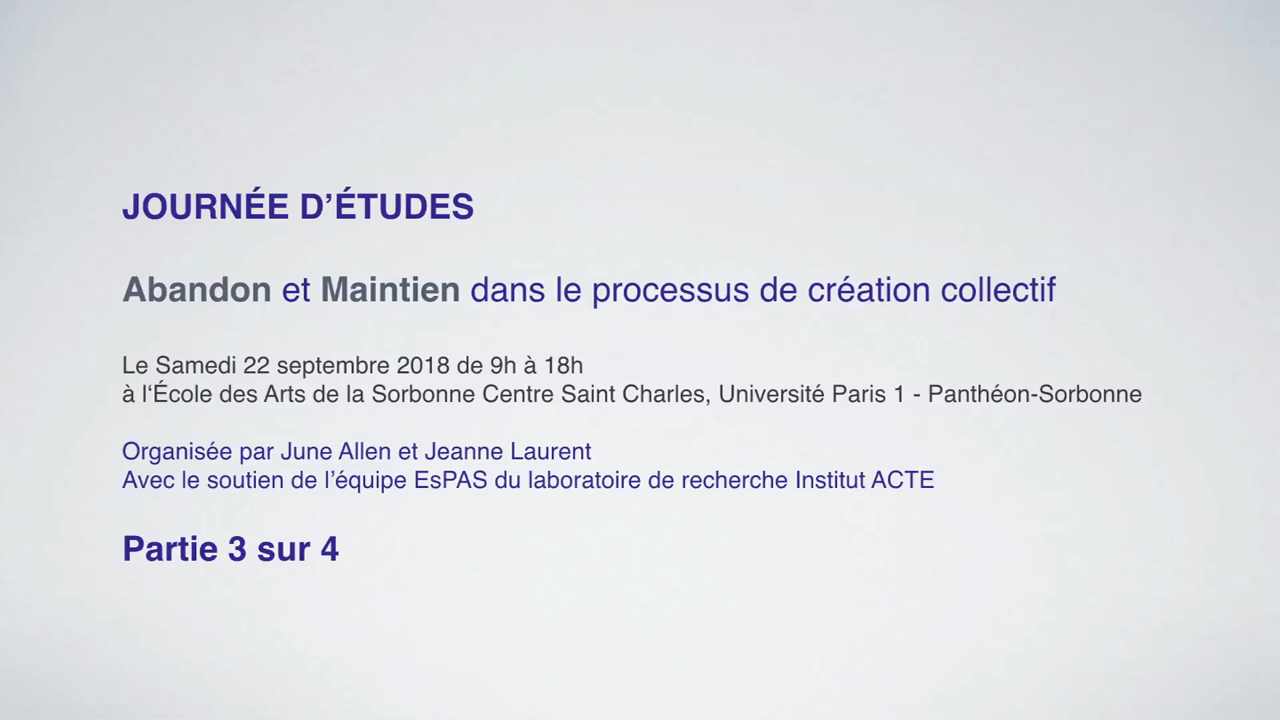 JOURNÉE D’ÉTUDES
Abandon et Maintien dans le processus de création collectif
Le Samedi 22 septembre 2018 de 9h à 18h
à l‘École des Arts de la Sorbonne Centre Saint Charles, Université Paris 1 - Panthéon-Sorbonne
Organisée par June Allen et Jeanne Laurent
Avec le soutien de l’équipe EsPAS du laboratoire de recherche Institut ACTE
Partie 3 sur 4